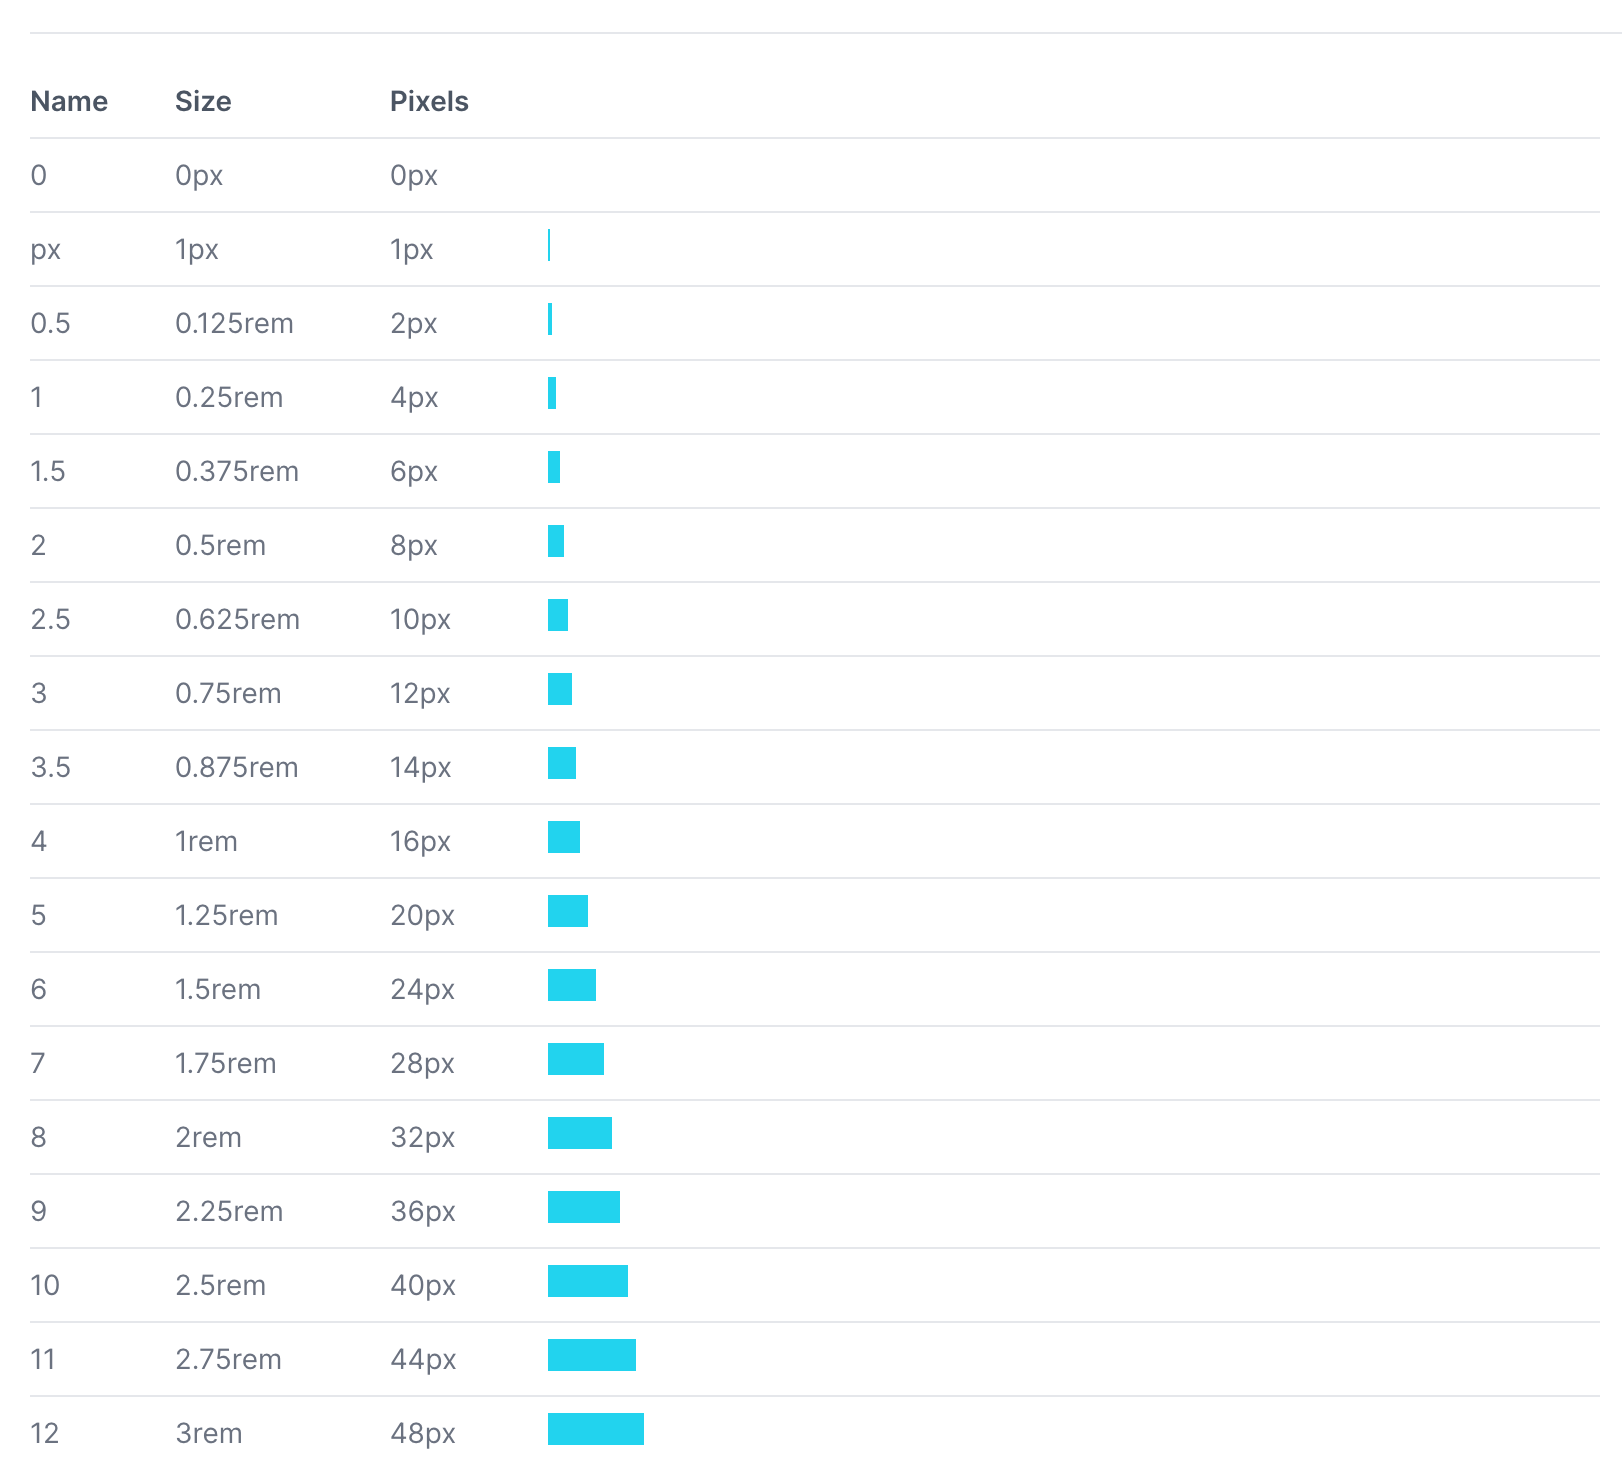 Name Size Pixels
0 0px 0px
px 1px 1px
0.5 0.125rem 2px
1 0.25rem 4px
1.5 0.375rem 6px
2 0.5rem 8px
2.5 0.625rem 10px
3 0.75rem 12px
3.5 0.875rem 14px
4 1rem 16px
5 1.25rem 20px
6 1.5rem 24px
7 1.75rem 28px
8 2rem 32px
9 2.25rem 36px
10 2.5rem 40px
11 2.75rem 44px
12 3rem 48px